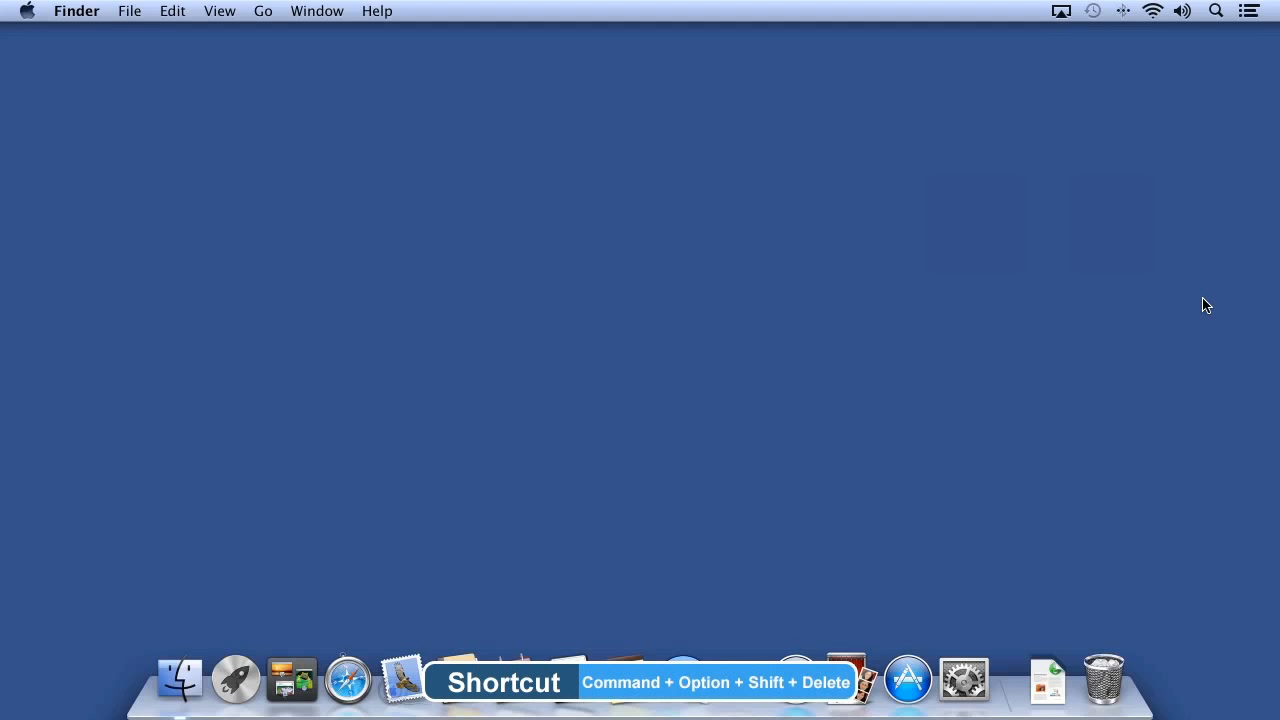 Finder File Edit View Go Window Help
Shortcut Command + Option + Shift + Delete